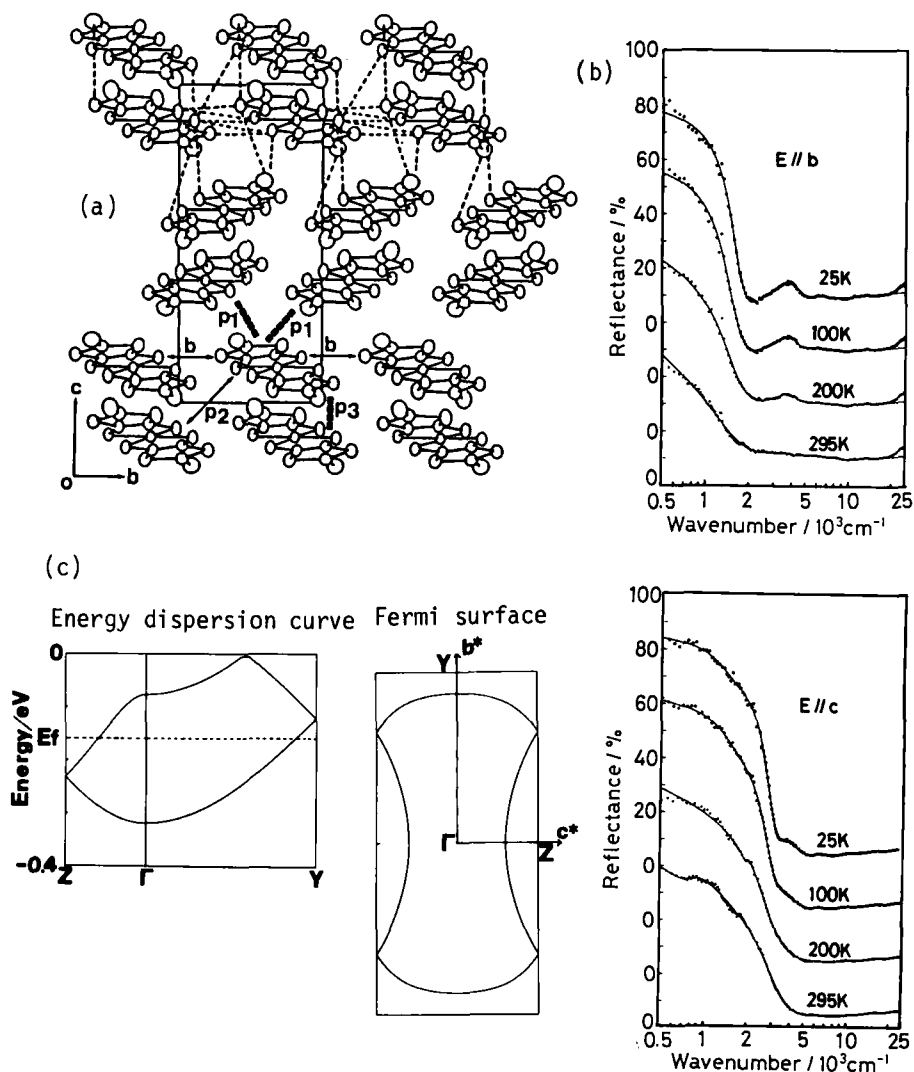 (a)
p1
p1
b
b
p2
p3
c
o
b
(b)
100
80
60
40
20
0
0
0
0
Reflectance / %
E//b
25K
100K
200K
295K
0.5
1
2
10
25
Wavenumber / 10³cm⁻¹
(c)
Energy dispersion curve
Fermi surface
0
Ef
-0.4
Energy/eV
Z
Γ
Y
Y
b*
Γ
Z
c*
100
80
60
40
20
0
0
0
0
Reflectance / %
E//c
25K
100K
200K
295K
0.5
1
2
10
25
Wavenumber / 10³cm⁻¹